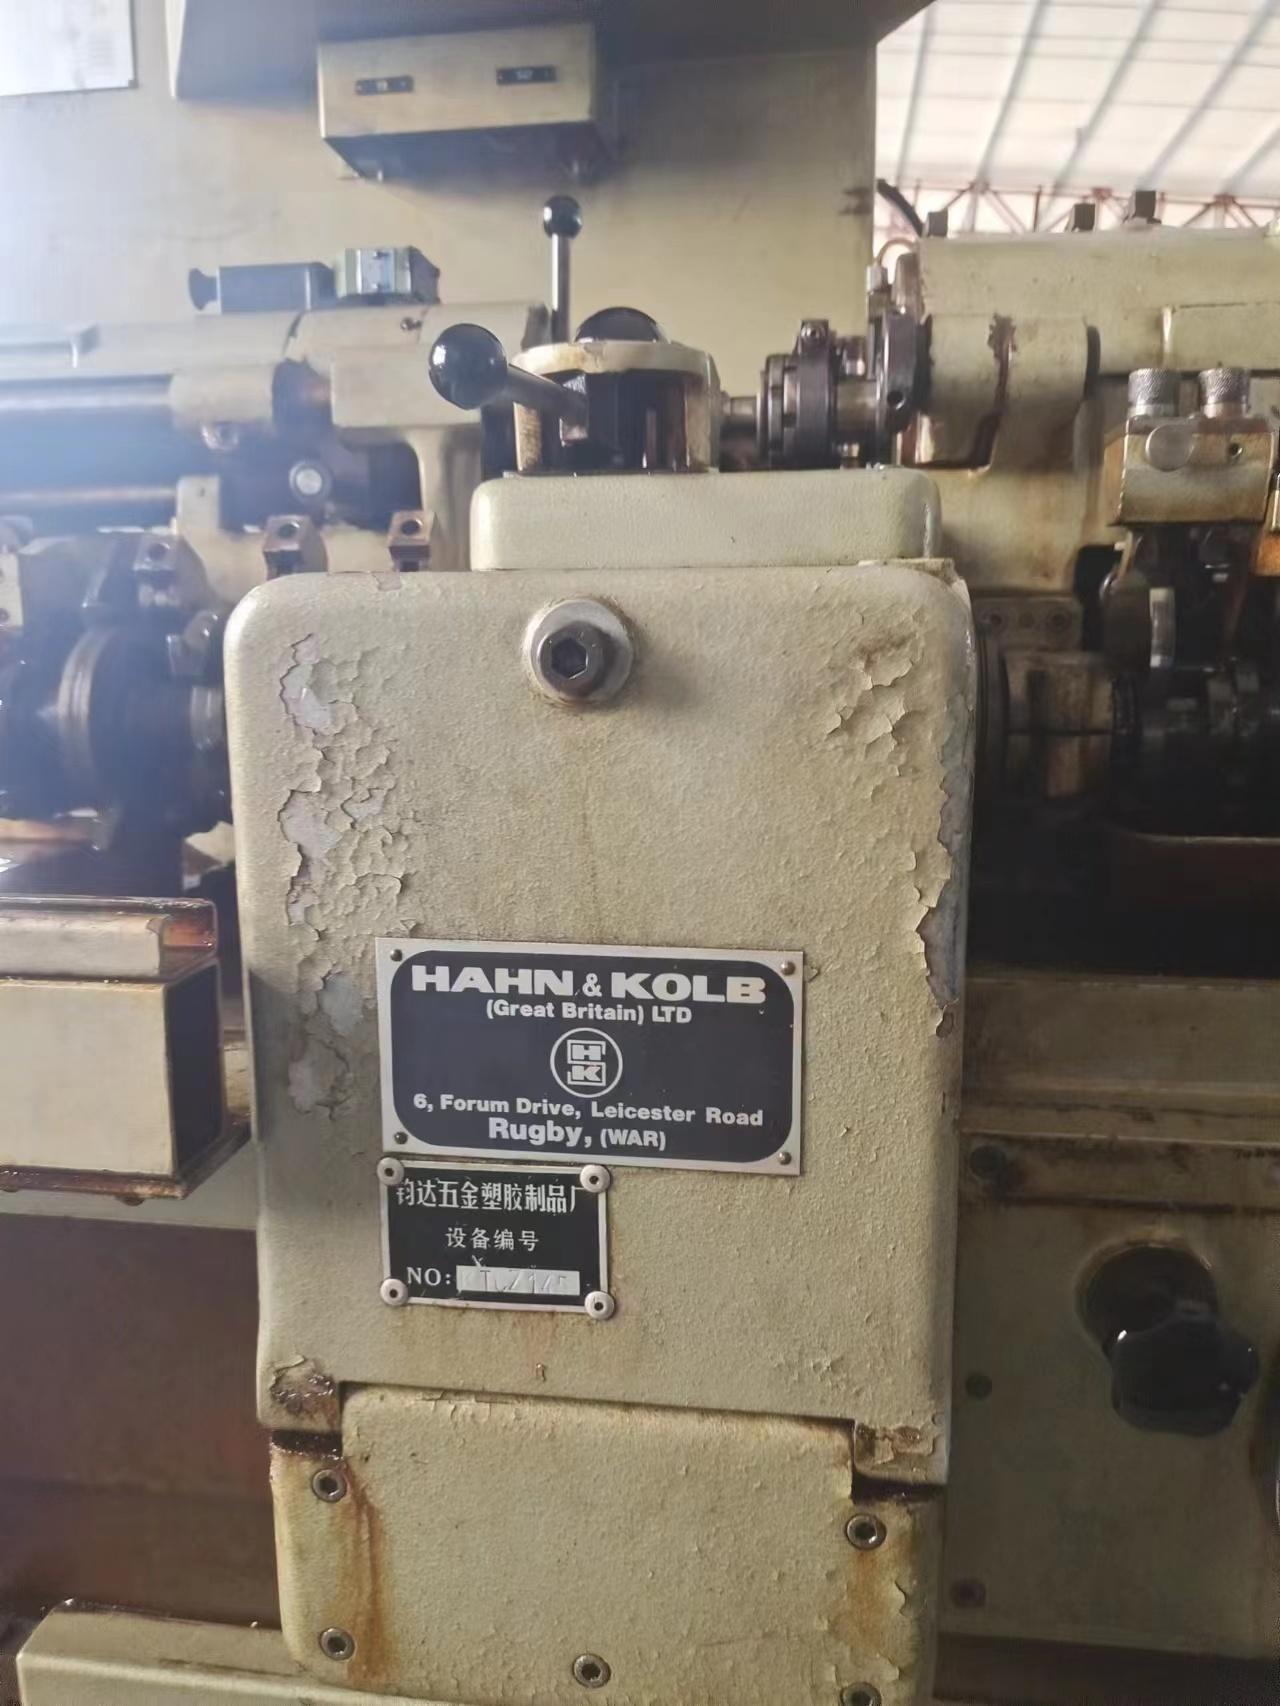 HAHN & KOLB
(Great Britain) LTD
HK
6, Forum Drive, Leicester Road
Rugby, (WAR)
钧达五金塑胶制品厂
设备编号
NO: